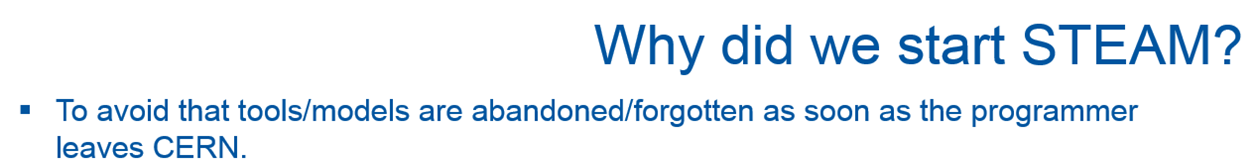 Why did we start STEAM?
▪ To avoid that tools/models are abandoned/forgotten as soon as the programmer
leaves CERN.